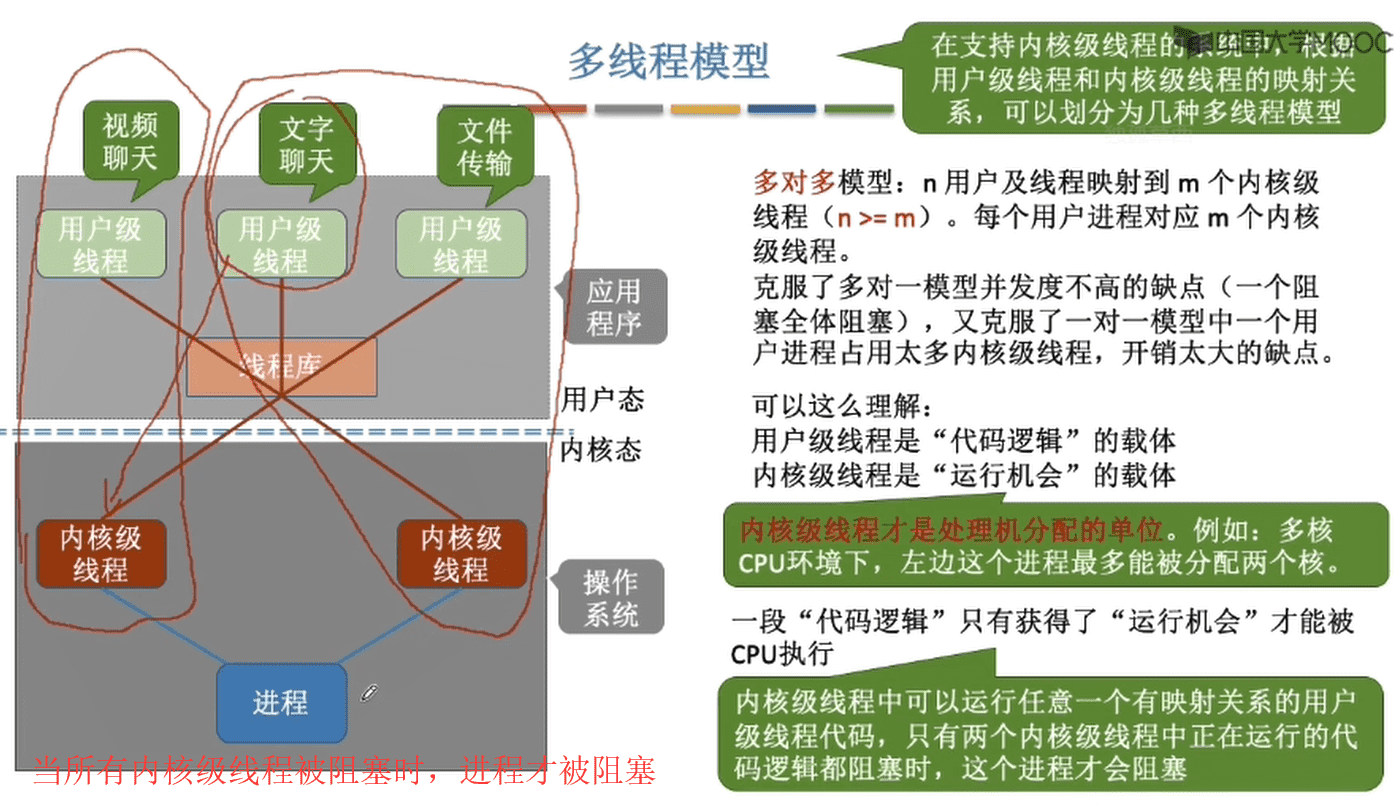 多线程模型
中国大学MOOC
在支持内核级线程的系统中，根据
用户级线程和内核级线程的映射关
系，可以划分为几种多线程模型
视频
聊天
文字
聊天
文件
传输
用户级
线程
用户级
线程
用户级
线程
线程库
应用
程序
用户态
内核态
内核级
线程
内核级
线程
操作
系统
进程
当所有内核级线程被阻塞时，进程才被阻塞
多对多模型：n 用户及线程映射到 m 个内核级
线程（n >= m）。每个用户进程对应 m 个内核
级线程。
克服了多对一模型并发度不高的缺点（一个阻
塞全体阻塞），又克服了一对一模型中一个用
户进程占用太多内核级线程，开销太大的缺点。
可以这么理解：
用户级线程是“代码逻辑”的载体
内核级线程是“运行机会”的载体
内核级线程才是处理机分配的单位。例如：多核
CPU环境下，左边这个进程最多能被分配两个核。
一段“代码逻辑”只有获得了“运行机会”才能被
CPU执行
内核级线程中可以运行任意一个有映射关系的用户
级线程代码，只有两个内核级线程中正在运行的代
码逻辑都阻塞时，这个进程才会阻塞